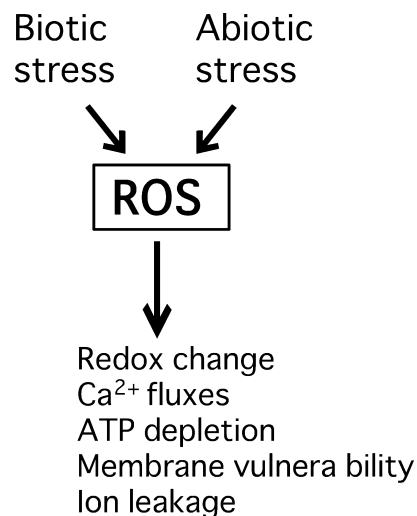 Biotic stress
Abiotic stress
ROS
Redox change
Ca²⁺ fluxes
ATP depletion
Membrane vulnera bility
Ion leakage